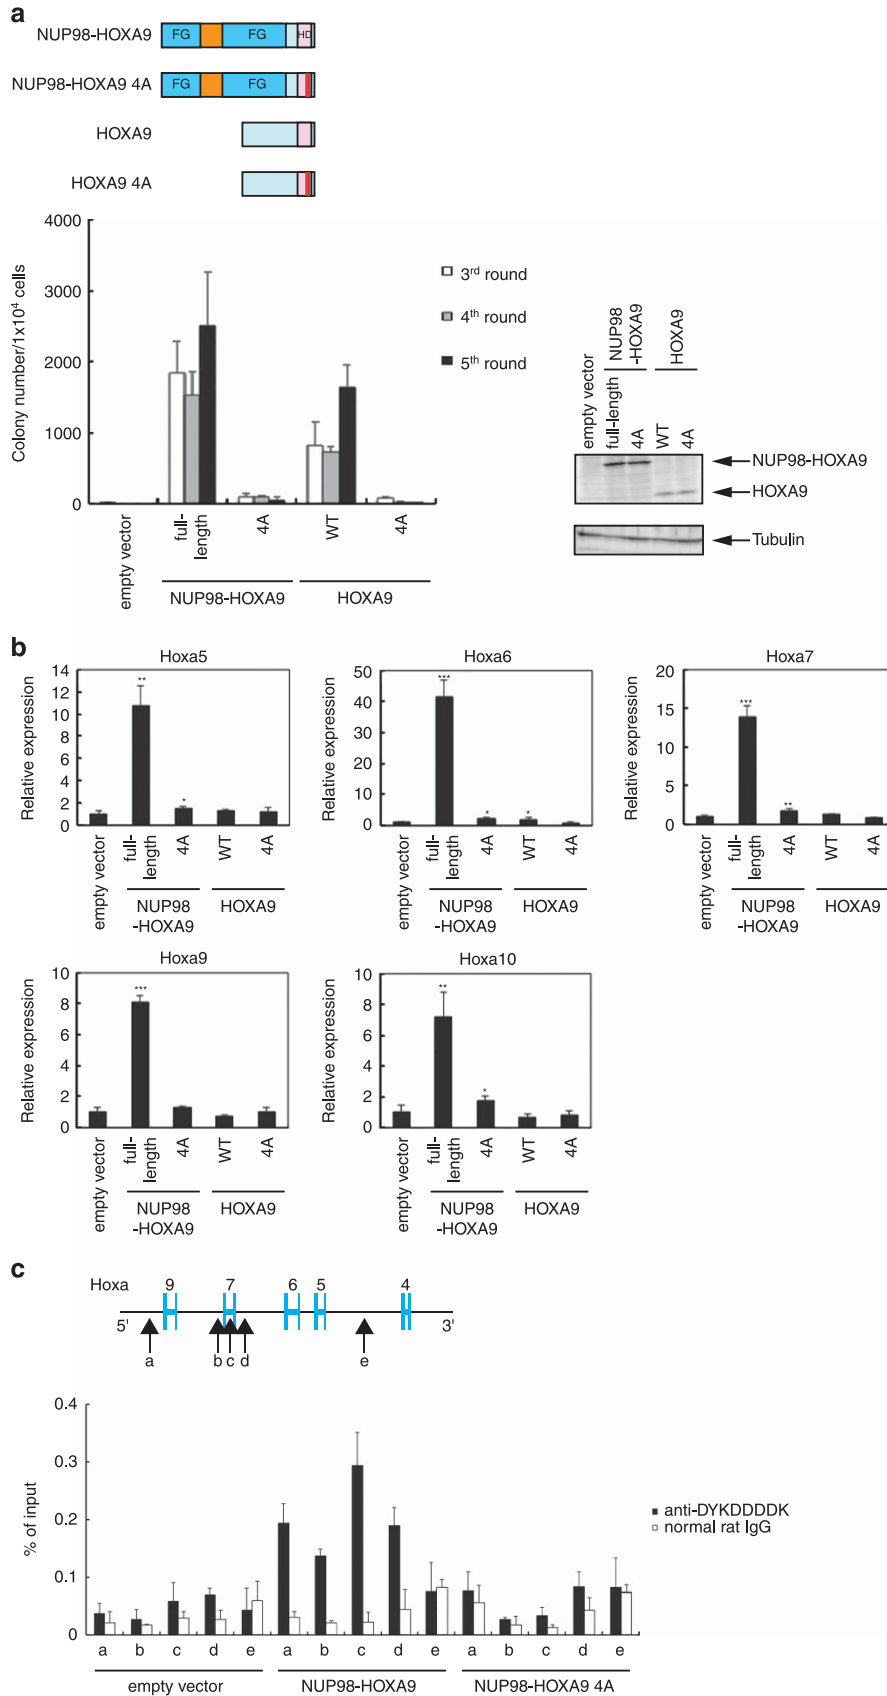 a
NUP98-HOXA9 FG FG HD
NUP98-HOXA9 4A FG FG
HOXA9
HOXA9 4A
Colony number/1x10⁴ cells
4000
3000
2000
1000
0
3rd round
4th round
5th round
empty vector
full-length
4A
WT
4A
NUP98-HOXA9
HOXA9
empty vector
full-length
4A
WT
4A
NUP98
-HOXA9
HOXA9
NUP98-HOXA9
HOXA9
Tubulin
b
Hoxa5
Relative expression
14
12
10
8
6
4
2
0
**
*
empty vector
full-length
4A
WT
4A
NUP98
-HOXA9
HOXA9
Hoxa6
Relative expression
50
40
30
20
10
0
***
*
*
empty vector
full-length
4A
WT
4A
NUP98
-HOXA9
HOXA9
Hoxa7
Relative expression
20
15
10
5
0
***
**
empty vector
full-length
4A
WT
4A
NUP98
-HOXA9
HOXA9
Hoxa9
Relative expression
10
8
6
4
2
0
***
empty vector
full-length
4A
WT
4A
NUP98
-HOXA9
HOXA9
Hoxa10
Relative expression
10
8
6
4
2
0
**
*
empty vector
full-length
4A
WT
4A
NUP98
-HOXA9
HOXA9
c
Hoxa 9 7 6 5 4
5' 3'
a b c d e
% of input
0.4
0.3
0.2
0.1
0
anti-DYKDDDDK
normal rat IgG
a b c d e a b c d e a b c d e
empty vector NUP98-HOXA9 NUP98-HOXA9 4A